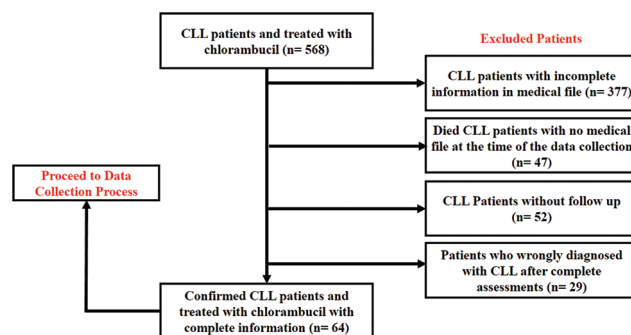 CLL patients and treated with
chlorambucil (n= 568)
Excluded Patients
CLL patients with incomplete
information in medical file (n= 377)
Died CLL patients with no medical
file at the time of the data collection
(n= 47)
Proceed to Data
Collection Process
CLL Patients without follow up
(n= 52)
Patients who wrongly diagnosed
with CLL after complete
assessments (n= 29)
Confirmed CLL patients and
treated with chlorambucil with
complete information (n= 64)